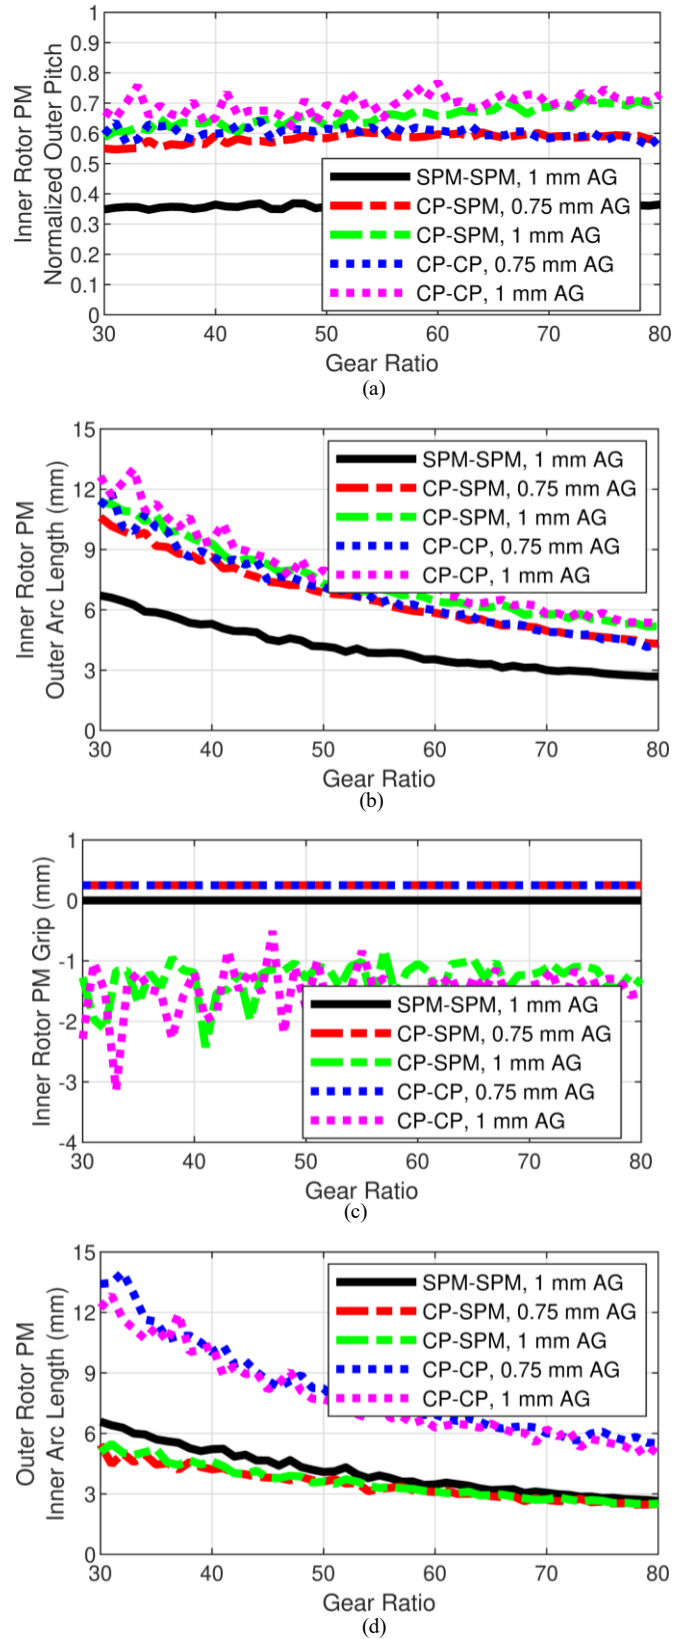 1
0.9
0.8
0.7
0.6
0.5
0.4
0.3
0.2
0.1
0
Inner Rotor PM
Normalized Outer Pitch
SPM-SPM, 1 mm AG
CP-SPM, 0.75 mm AG
CP-SPM, 1 mm AG
CP-CP, 0.75 mm AG
CP-CP, 1 mm AG
30 40 50 60 70 80
Gear Ratio
(a)
15
12
9
6
3
0
Inner Rotor PM
Outer Arc Length (mm)
SPM-SPM, 1 mm AG
CP-SPM, 0.75 mm AG
CP-SPM, 1 mm AG
CP-CP, 0.75 mm AG
CP-CP, 1 mm AG
30 40 50 60 70 80
Gear Ratio
(b)
1
0
-1
-2
-3
-4
Inner Rotor PM Grip (mm)
SPM-SPM, 1 mm AG
CP-SPM, 0.75 mm AG
CP-SPM, 1 mm AG
CP-CP, 0.75 mm AG
CP-CP, 1 mm AG
30 40 50 60 70 80
Gear Ratio
(c)
15
12
9
6
3
0
Outer Rotor PM
Inner Arc Length (mm)
SPM-SPM, 1 mm AG
CP-SPM, 0.75 mm AG
CP-SPM, 1 mm AG
CP-CP, 0.75 mm AG
CP-CP, 1 mm AG
30 40 50 60 70 80
Gear Ratio
(d)